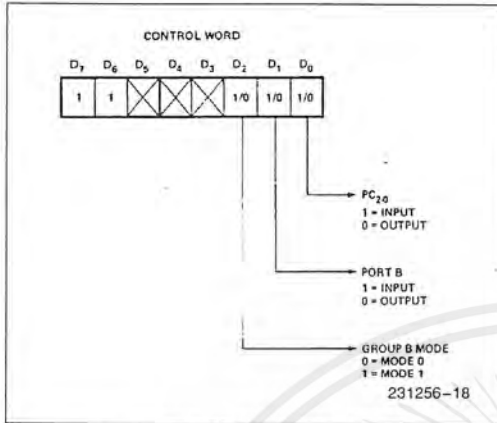 CONTROL WORD
D7 D6 D5 D4 D3 D2 D1 D0
1 1 1/0 1/0 1/0
PC2-0
1 = INPUT
0 = OUTPUT
PORT B
1 = INPUT
0 = OUTPUT
GROUP B MODE
0 = MODE 0
1 = MODE 1
231256-18